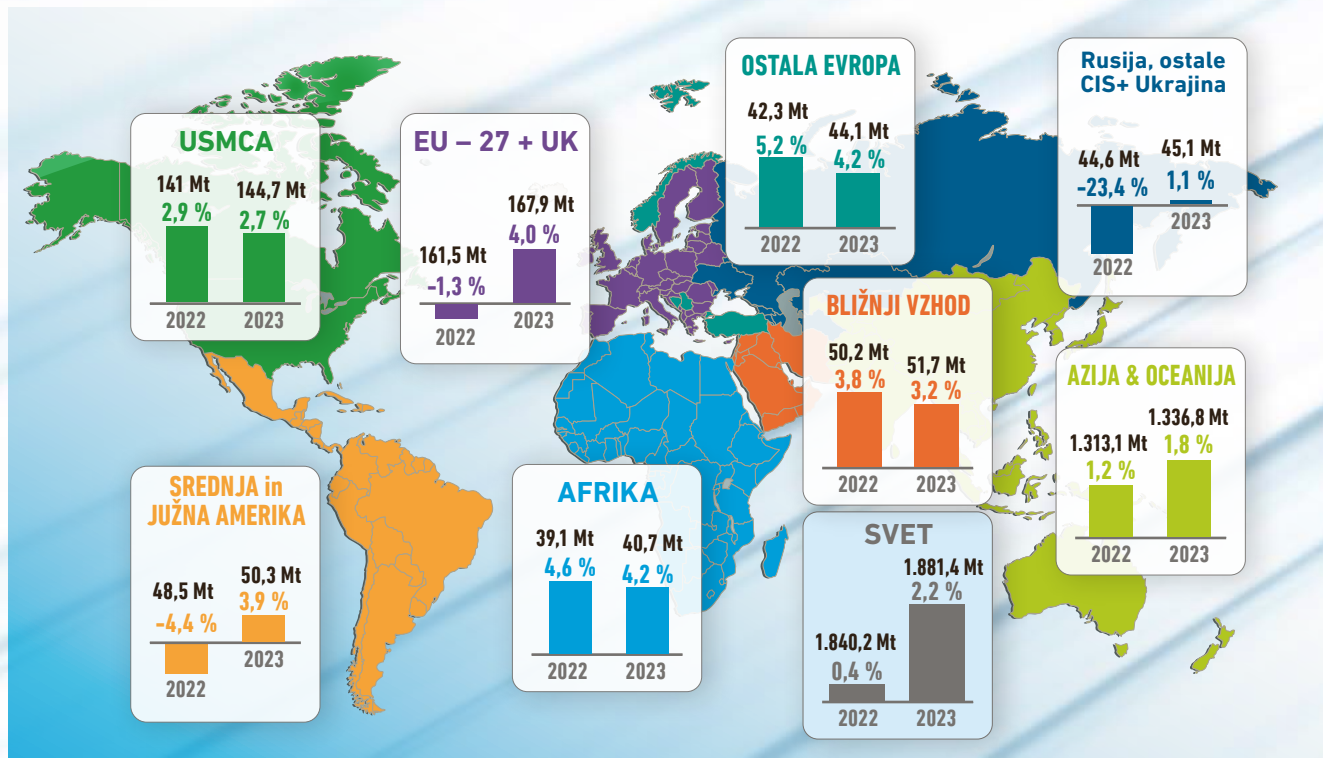 USMCA
141 Mt
2,9 %
144,7 Mt
2,7 %
2022
2023
EU – 27 + UK
161,5 Mt
-1,3 %
167,9 Mt
4,0 %
2022
2023
OSTALA EVROPA
42,3 Mt
5,2 %
44,1 Mt
4,2 %
2022
2023
Rusija, ostale
CIS+ Ukrajina
44,6 Mt
-23,4 %
45,1 Mt
1,1 %
2022
2023
BLIŽNJI VZHOD
50,2 Mt
3,8 %
51,7 Mt
3,2 %
2022
2023
AZIJA & OCEANIJA
1.313,1 Mt
1,2 %
1.336,8 Mt
1,8 %
2022
2023
SREDNJA in
JUŽNA AMERIKA
48,5 Mt
-4,4 %
50,3 Mt
3,9 %
2022
2023
AFRIKA
39,1 Mt
4,6 %
40,7 Mt
4,2 %
2022
2023
SVET
1.840,2 Mt
0,4 %
1.881,4 Mt
2,2 %
2022
2023